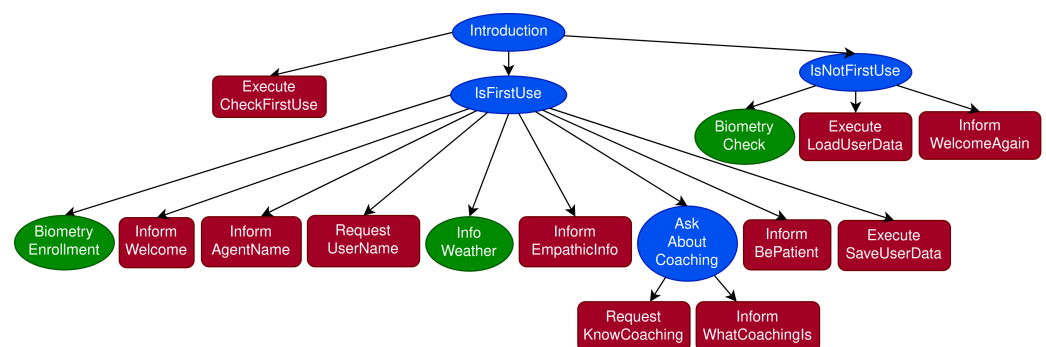 Introduction
Execute
CheckFirstUse
IsFirstUse
IsNotFirstUse
Biometry
Check
Execute
LoadUserData
Inform
WelcomeAgain
Biometry
Enrollment
Inform
Welcome
Inform
AgentName
Request
UserName
Info
Weather
Inform
EmpathicInfo
Ask
About
Coaching
Inform
BePatient
Execute
SaveUserData
Request
KnowCoaching
Inform
WhatCoachingIs